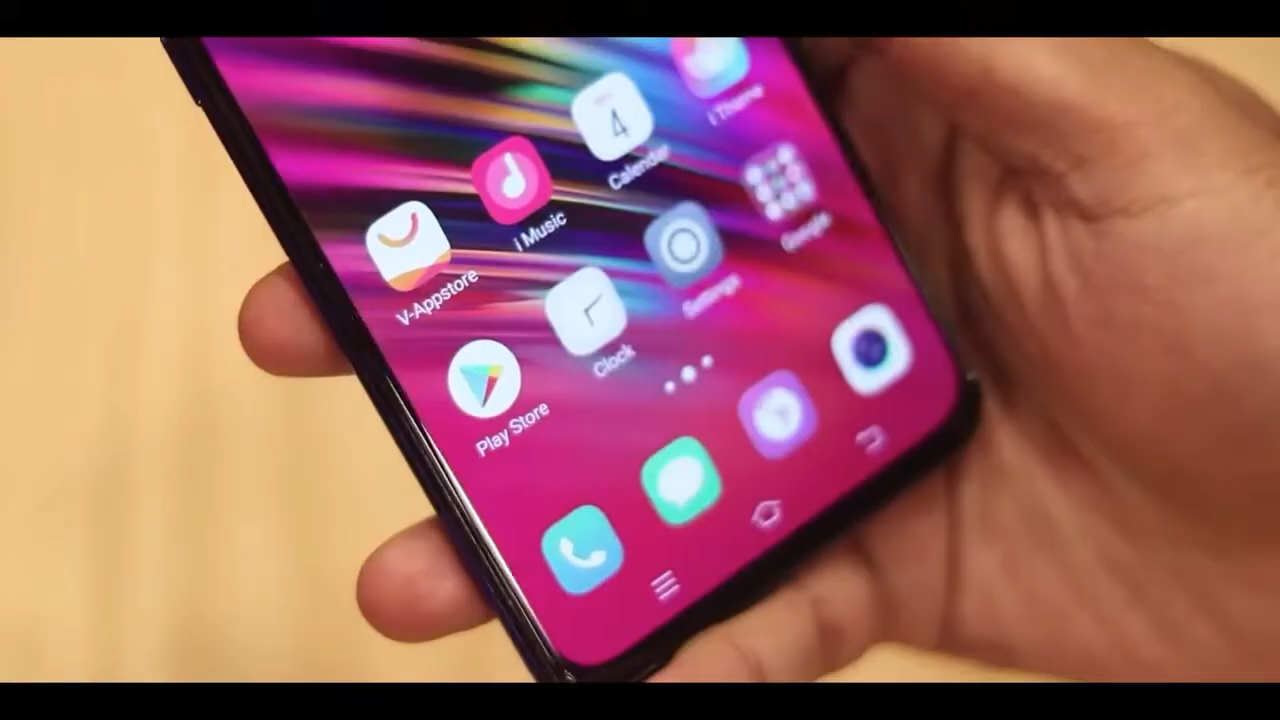 i Theme
4
Calendar
i Music
V-Appstore
Google
Settings
Clock
Play Store